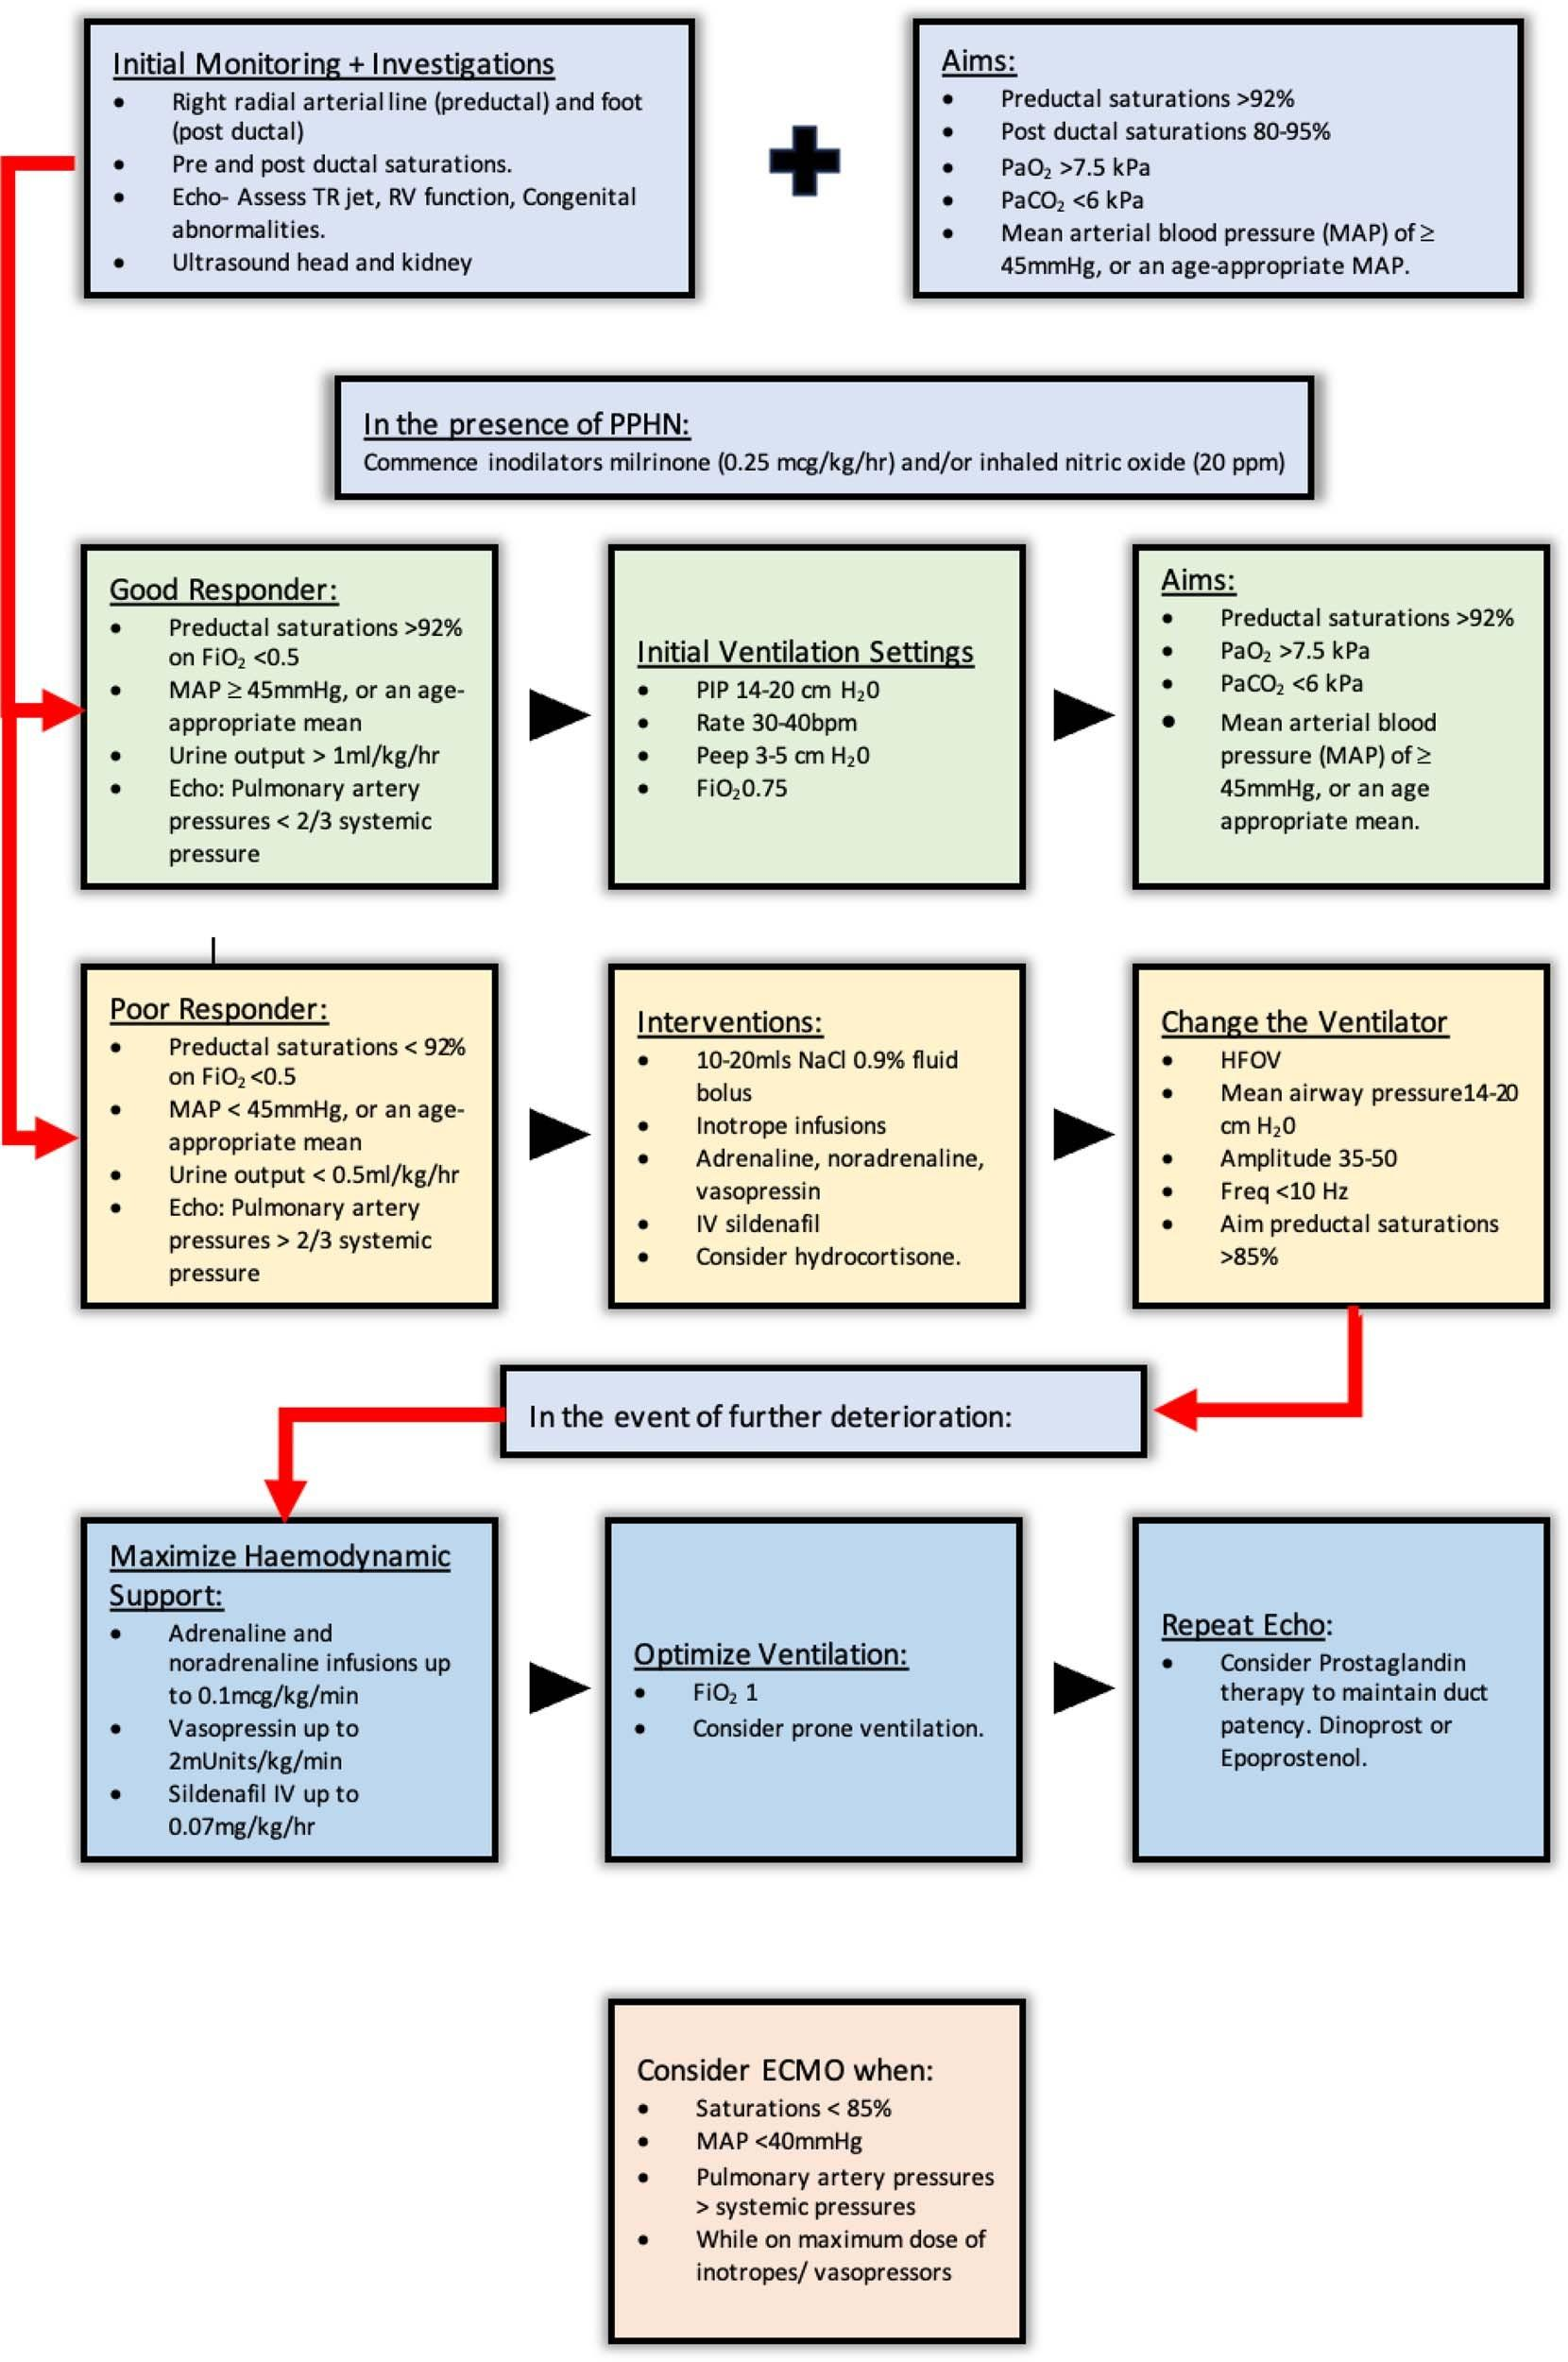 Initial Monitoring + Investigations
• Right radial arterial line (preductal) and foot
(post ductal)
• Pre and post ductal saturations.
• Echo- Assess TR jet, RV function, Congenital
abnormalities.
• Ultrasound head and kidney
Aims:
• Preductal saturations >92%
• Post ductal saturations 80-95%
• PaO₂ >7.5 kPa
• PaCO₂ <6 kPa
• Mean arterial blood pressure (MAP) of ≥
45mmHg, or an age-appropriate MAP.
In the presence of PPHN:
Commence inodilators milrinone (0.25 mcg/kg/hr) and/or inhaled nitric oxide (20 ppm)
Good Responder:
• Preductal saturations >92%
on FiO₂ <0.5
• MAP ≥ 45mmHg, or an age-
appropriate mean
• Urine output > 1ml/kg/hr
• Echo: Pulmonary artery
pressures < 2/3 systemic
pressure
Initial Ventilation Settings
• PIP 14-20 cm H₂0
• Rate 30-40bpm
• Peep 3-5 cm H₂0
• FiO₂0.75
Aims:
• Preductal saturations >92%
• PaO₂ >7.5 kPa
• PaCO₂ <6 kPa
• Mean arterial blood
pressure (MAP) of ≥
45mmHg, or an age
appropriate mean.
Poor Responder:
• Preductal saturations < 92%
on FiO₂ <0.5
• MAP < 45mmHg, or an age-
appropriate mean
• Urine output < 0.5ml/kg/hr
• Echo: Pulmonary artery
pressures > 2/3 systemic
pressure
Interventions:
• 10-20mls NaCl 0.9% fluid
bolus
• Inotrope infusions
• Adrenaline, noradrenaline,
vasopressin
• IV sildenafil
• Consider hydrocortisone.
Change the Ventilator
• HFOV
• Mean airway pressure14-20
cm H₂0
• Amplitude 35-50
• Freq <10 Hz
• Aim preductal saturations
>85%
In the event of further deterioration:
Maximize Haemodynamic
Support:
• Adrenaline and
noradrenaline infusions up
to 0.1mcg/kg/min
• Vasopressin up to
2mUnits/kg/min
• Sildenafil IV up to
0.07mg/kg/hr
Optimize Ventilation:
• FiO₂ 1
• Consider prone ventilation.
Repeat Echo:
• Consider Prostaglandin
therapy to maintain duct
patency. Dinoprost or
Epoprostenol.
Consider ECMO when:
• Saturations < 85%
• MAP <40mmHg
• Pulmonary artery pressures
> systemic pressures
• While on maximum dose of
inotropes/ vasopressors